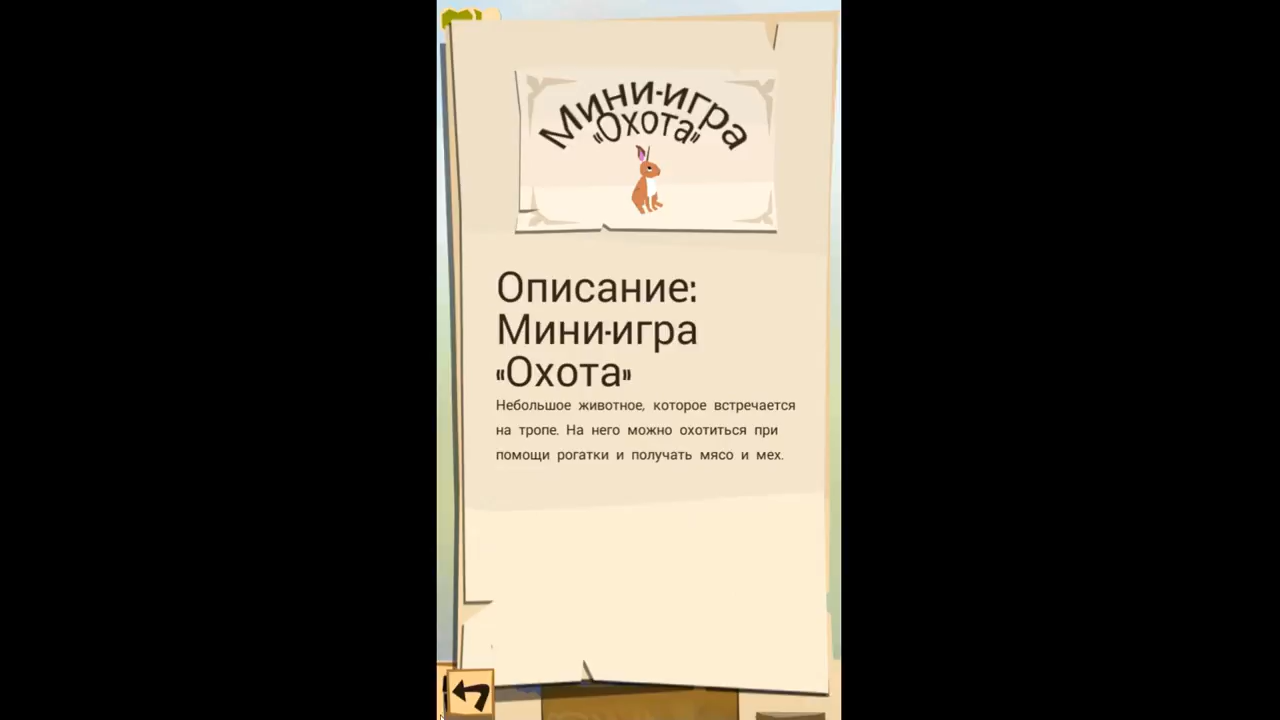 Мини-игра
«Охота»
Описание:
Мини-игра
«Охота»
Небольшое животное, которое встречается
на тропе. На него можно охотиться при
помощи рогатки и получать мясо и мех.